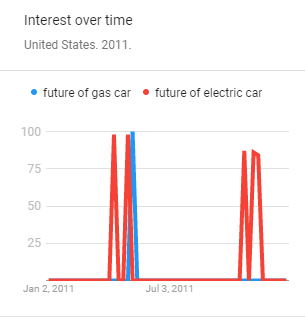 Interest over time
United States. 2011.
future of gas car future of electric car
100
75
50
25
Jan 2, 2011 Jul 3, 2011